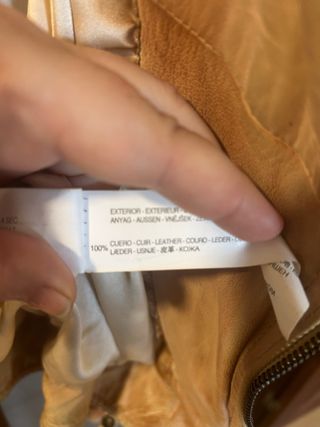 EXTERIOR - EXTERIEUR -
ANYAG - AUSSEN - VNĚJŠEK -
100% CUERO - CUIR - LEATHER - COURO - LEDER -
LÆDER - USNJE - 皮革 - КОЖА